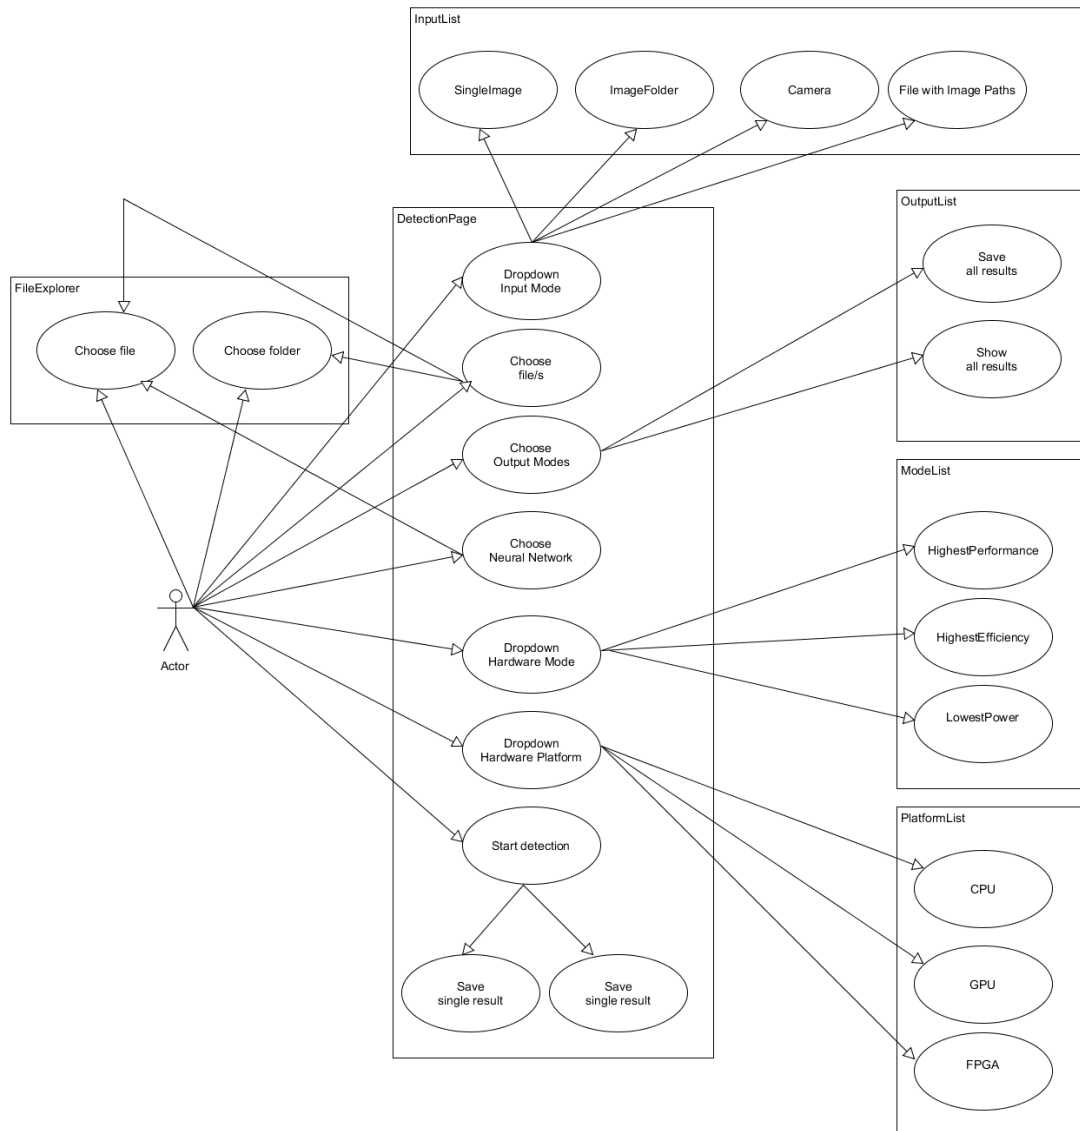 InputList
SingleImage
ImageFolder
Camera
File with Image Paths
DetectionPage
OutputList
Dropdown
Input Mode
Save
all results
FileExplorer
Choose file
Choose folder
Choose
file/s
Show
all results
Choose
Output Modes
ModeList
Choose
Neural Network
HighestPerformance
Actor
Dropdown
Hardware Mode
HighestEfficiency
LowestPower
Dropdown
Hardware Platform
PlatformList
Start detection
CPU
Save
single result
Save
single result
GPU
FPGA